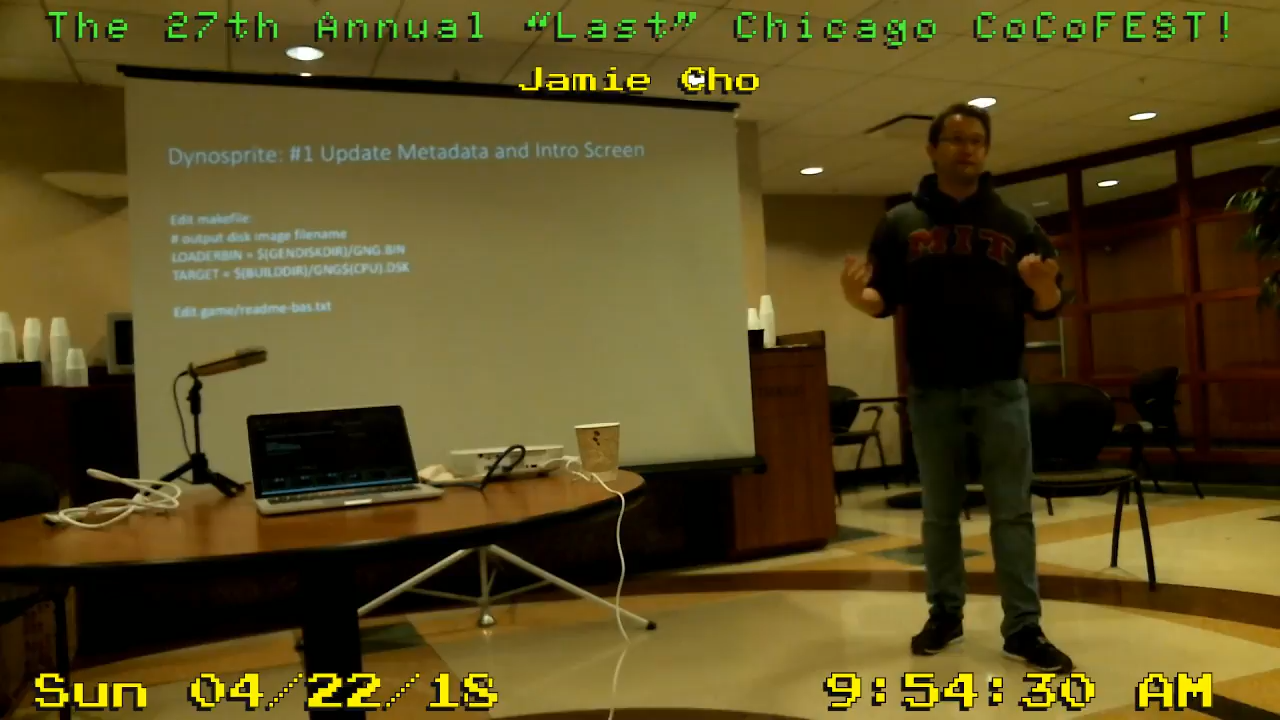 The 27th Annual “Last” Chicago CoCoFEST!
Jamie Cho
Dynosprite: #1 Update Metadata and Intro Screen
Edit makefile:
# output disk image filename
LOADERBIN = $(GENDISKDIR)/GNG.BIN
TARGET = $(BUILDDIR)/GNG$(CPU).DSK
Edit game/readme-bas.txt
MIT
Sun 04/22/18
9:54:30 AM